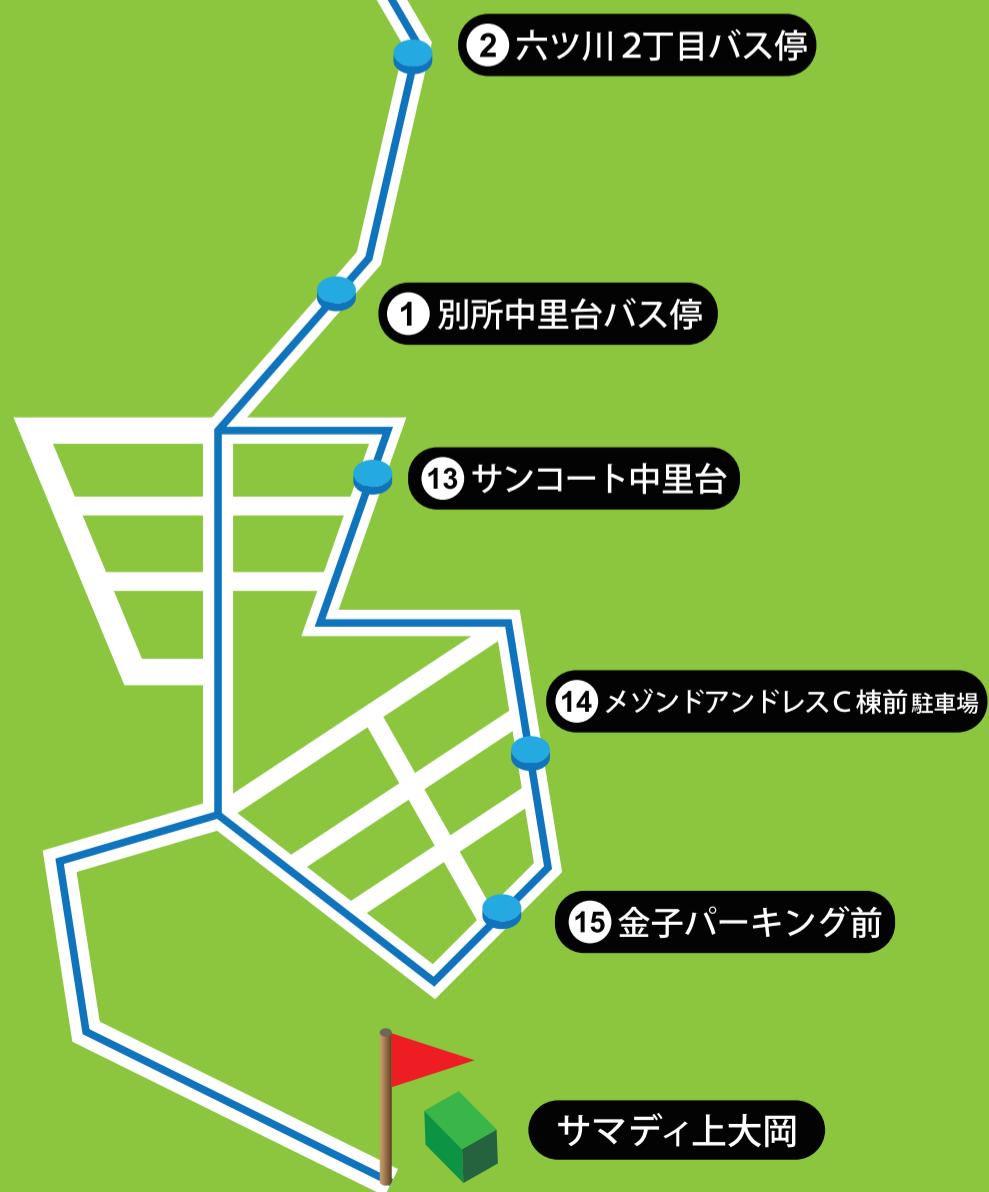 2 六ツ川2丁目バス停
1 別所中里台バス停
13 サンコート中里台
14 メゾンドアンドレスC棟前駐車場
15 金子パーキング前
サマディ上大岡